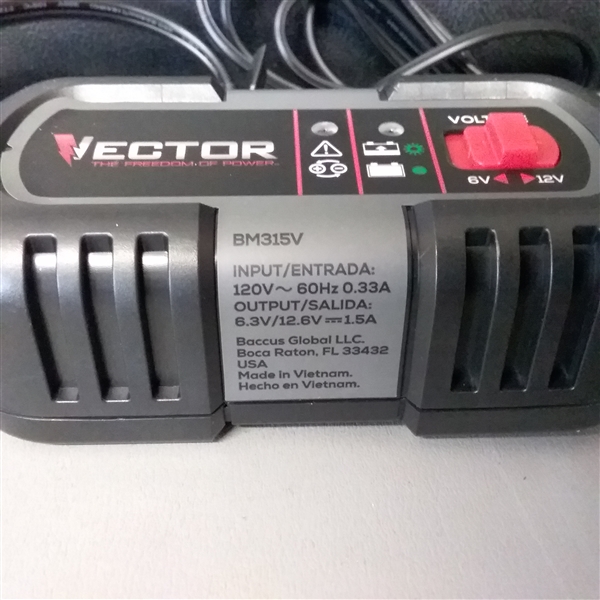 VECTOR
THE FREEDOM OF POWER
6V 12V
BM315V
INPUT/ENTRADA:
120V~ 60Hz 0.33A
OUTPUT/SALIDA:
6.3V/12.6V⎓1.5A
Baccus Global LLC.
Boca Raton, FL 33432
USA
Made in Vietnam.
Hecho en Vietnam.